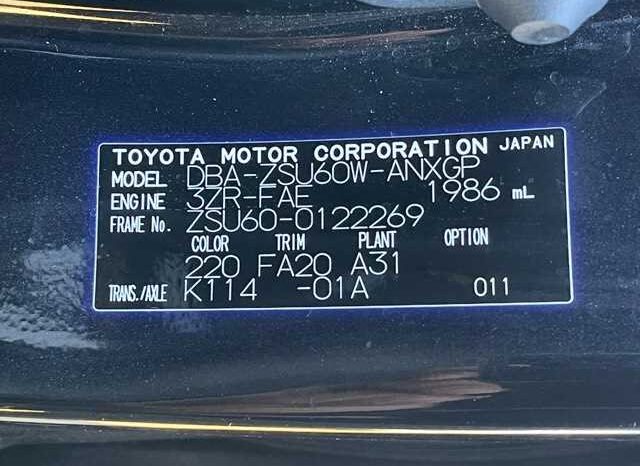 TOYOTA MOTOR CORPORATION JAPAN
MODEL DBA-ZSU60W-ANXGP
ENGINE 3ZR-FAE 1986 mL
FRAME No. ZSU60-0122269
COLOR TRIM PLANT OPTION
220 FA20 A31
TRANS./AXLE K114 -01A 011